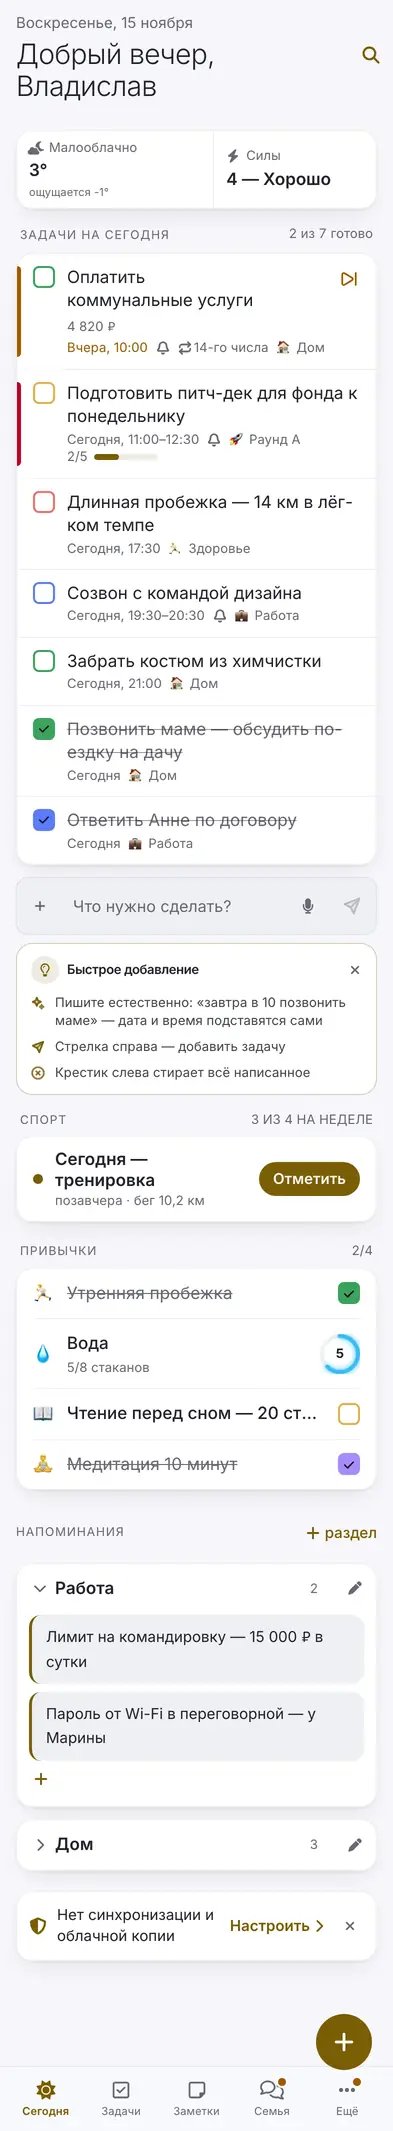 Воскресенье, 15 ноября
Добрый вечер,
Владислав
Малооблачно
3°
ощущается -1°
Силы
4 — Хорошо
ЗАДАЧИ НА СЕГОДНЯ
2 из 7 готово
Оплатить
коммунальные услуги
4 820 ₽
Вчера, 10:00 14-го числа Дом
Подготовить питч-дек для фонда к
понедельнику
Сегодня, 11:00–12:30 Раунд А
2/5
Длинная пробежка — 14 км в лёг-
ком темпе
Сегодня, 17:30 Здоровье
Созвон с командой дизайна
Сегодня, 19:30–20:30 Работа
Забрать костюм из химчистки
Сегодня, 21:00 Дом
Позвонить маме — обсудить по-
ездку на дачу
Сегодня Дом
Ответить Анне по договору
Сегодня Работа
Что нужно сделать?
Быстрое добавление
Пишите естественно: «завтра в 10 позвонить
маме» — дата и время подставятся сами
Стрелка справа — добавить задачу
Крестик слева стирает всё написанное
СПОРТ
3 ИЗ 4 НА НЕДЕЛЕ
Сегодня —
тренировка
позавчера · бег 10,2 км
Отметить
ПРИВЫЧКИ
2/4
Утренняя пробежка
Вода
5/8 стаканов
5
Чтение перед сном — 20 ст...
Медитация 10 минут
НАПОМИНАНИЯ
+ раздел
Работа
2
Лимит на командировку — 15 000 ₽ в
сутки
Пароль от Wi-Fi в переговорной — у
Марины
Дом
3
Нет синхронизации и
облачной копии
Настроить
Сегодня
Задачи
Заметки
Семья
Ещё